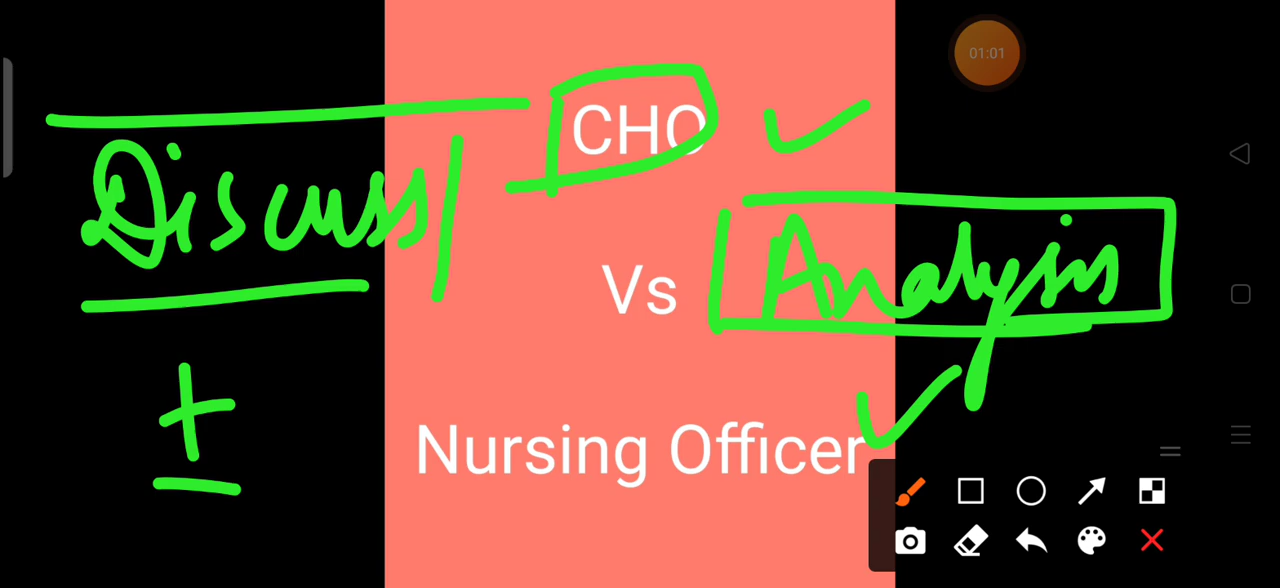 01:01
CHO
Discuss
Vs
Analysis
+
Nursing Officer